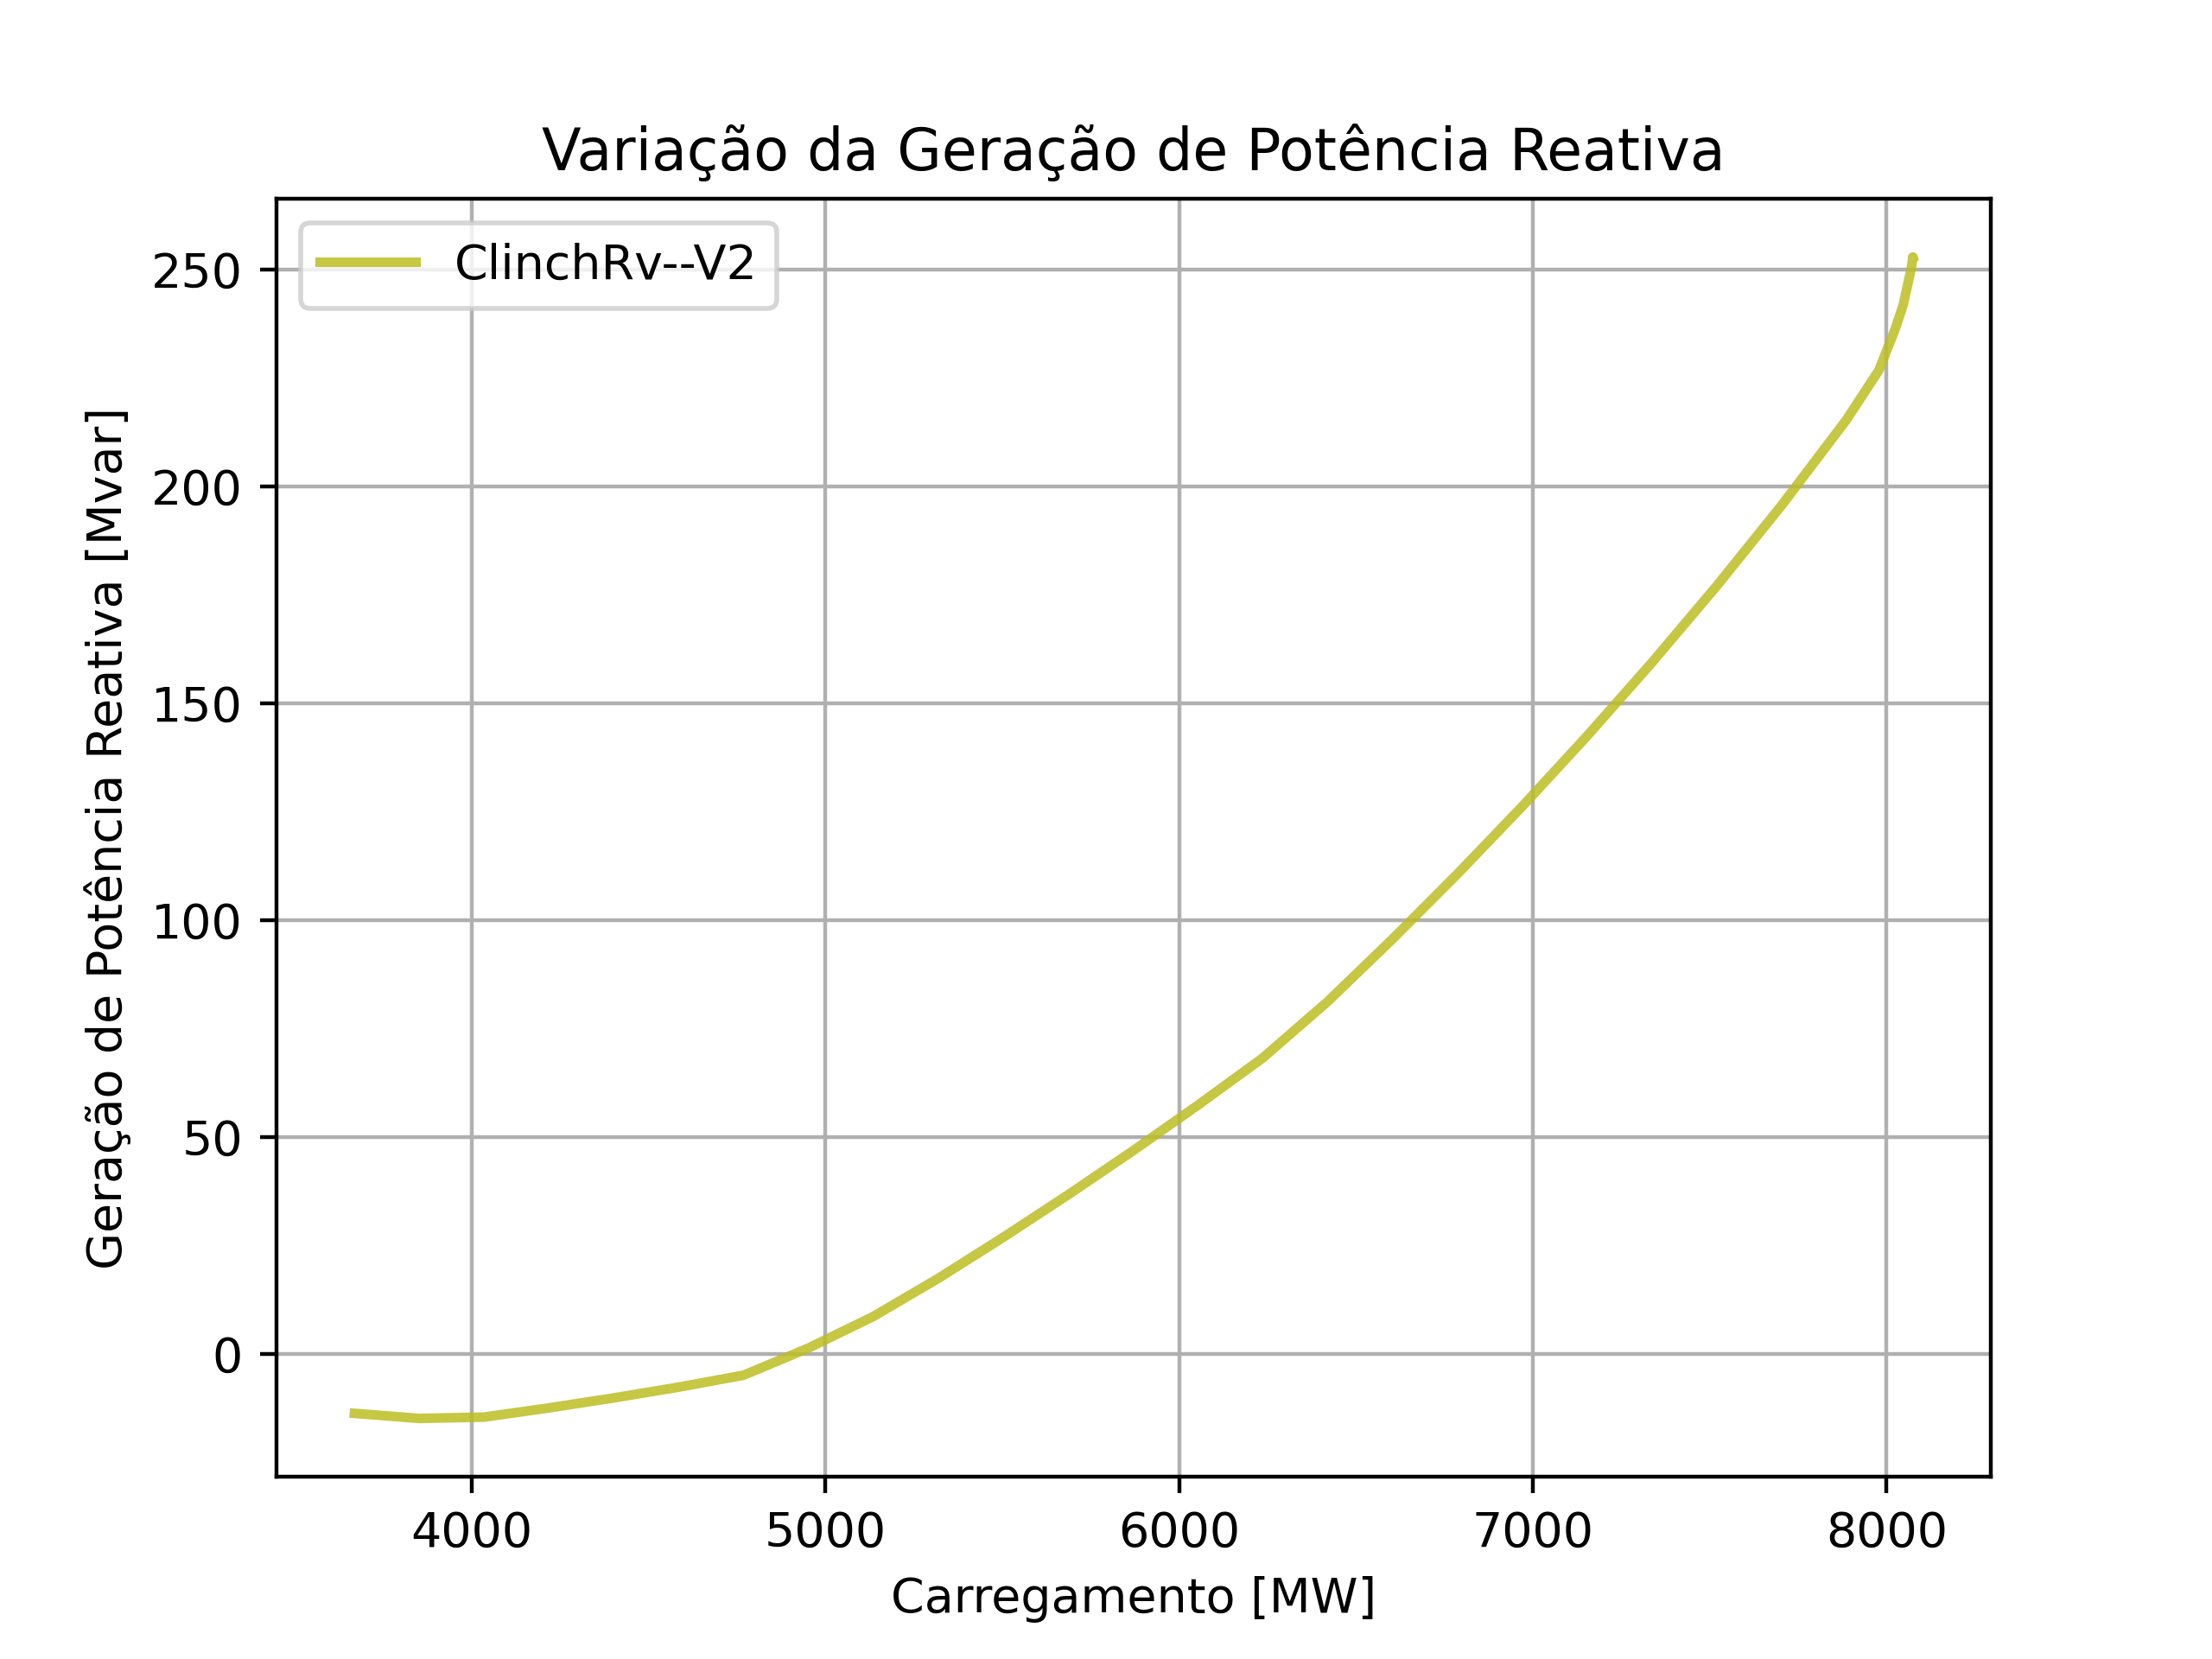 Variação da Geração de Potência Reativa
ClinchRv--V2
Geração de Potência Reativa [Mvar]
250
200
150
100
50
0
4000 5000 6000 7000 8000
Carregamento [MW]